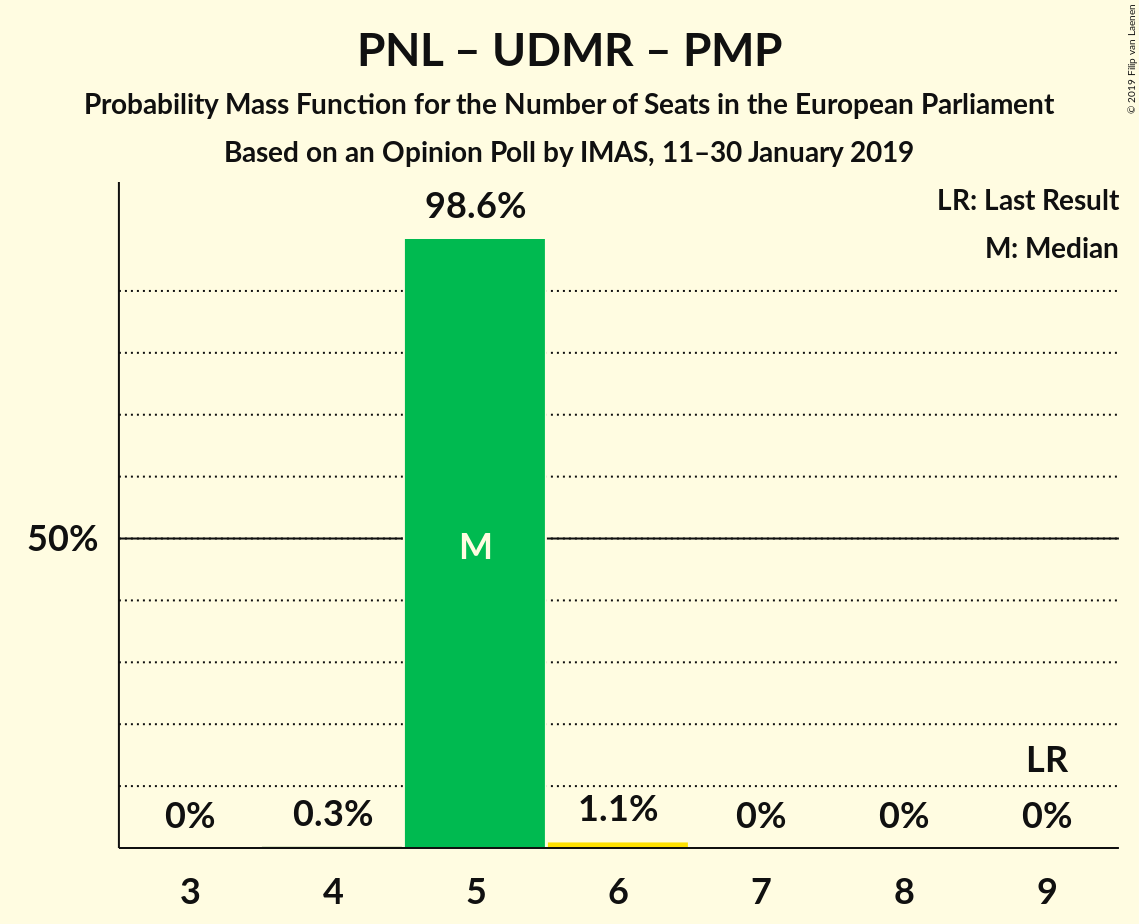 PNL – UDMR – PMP
Probability Mass Function for the Number of Seats in the European Parliament
Based on an Opinion Poll by IMAS, 11–30 January 2019
© 2019 Filip van Laenen
LR: Last Result
M: Median
98.6%
50%
M
LR
0%
0.3%
1.1%
0%
0%
0%
3
4
5
6
7
8
9